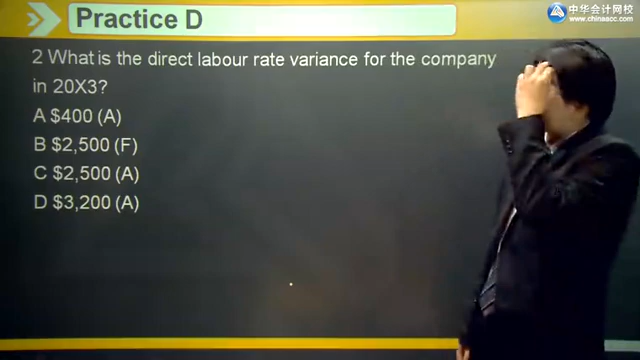 Practice D
中华会计网校
www.chinaacc.com
2 What is the direct labour rate variance for the company
in 20X3?
A $400 (A)
B $2,500 (F)
C $2,500 (A)
D $3,200 (A)